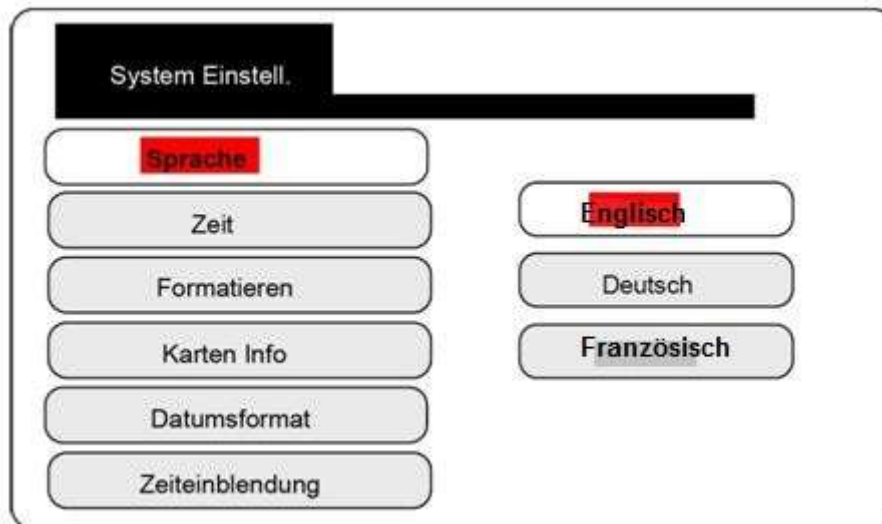 System Einstell.
Sprache
Zeit
Formatieren
Karten Info
Datumsformat
Zeiteinblendung
Englisch
Deutsch
Französisch